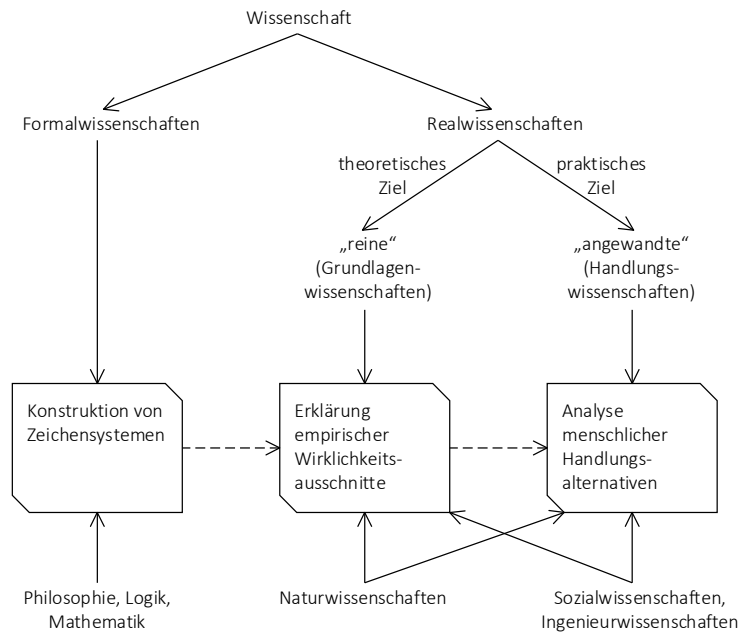 Wissenschaft
Formalwissenschaften
Realwissenschaften
theoretisches
Ziel
praktisches
Ziel
„reine“
(Grundlagen-
wissenschaften)
„angewandte“
(Handlungs-
wissenschaften)
Konstruktion von
Zeichensystemen
Erklärung
empirischer
Wirklichkeits-
ausschnitte
Analyse
menschlicher
Handlungs-
alternativen
Philosophie, Logik,
Mathematik
Naturwissenschaften
Sozialwissenschaften,
Ingenieurwissenschaften